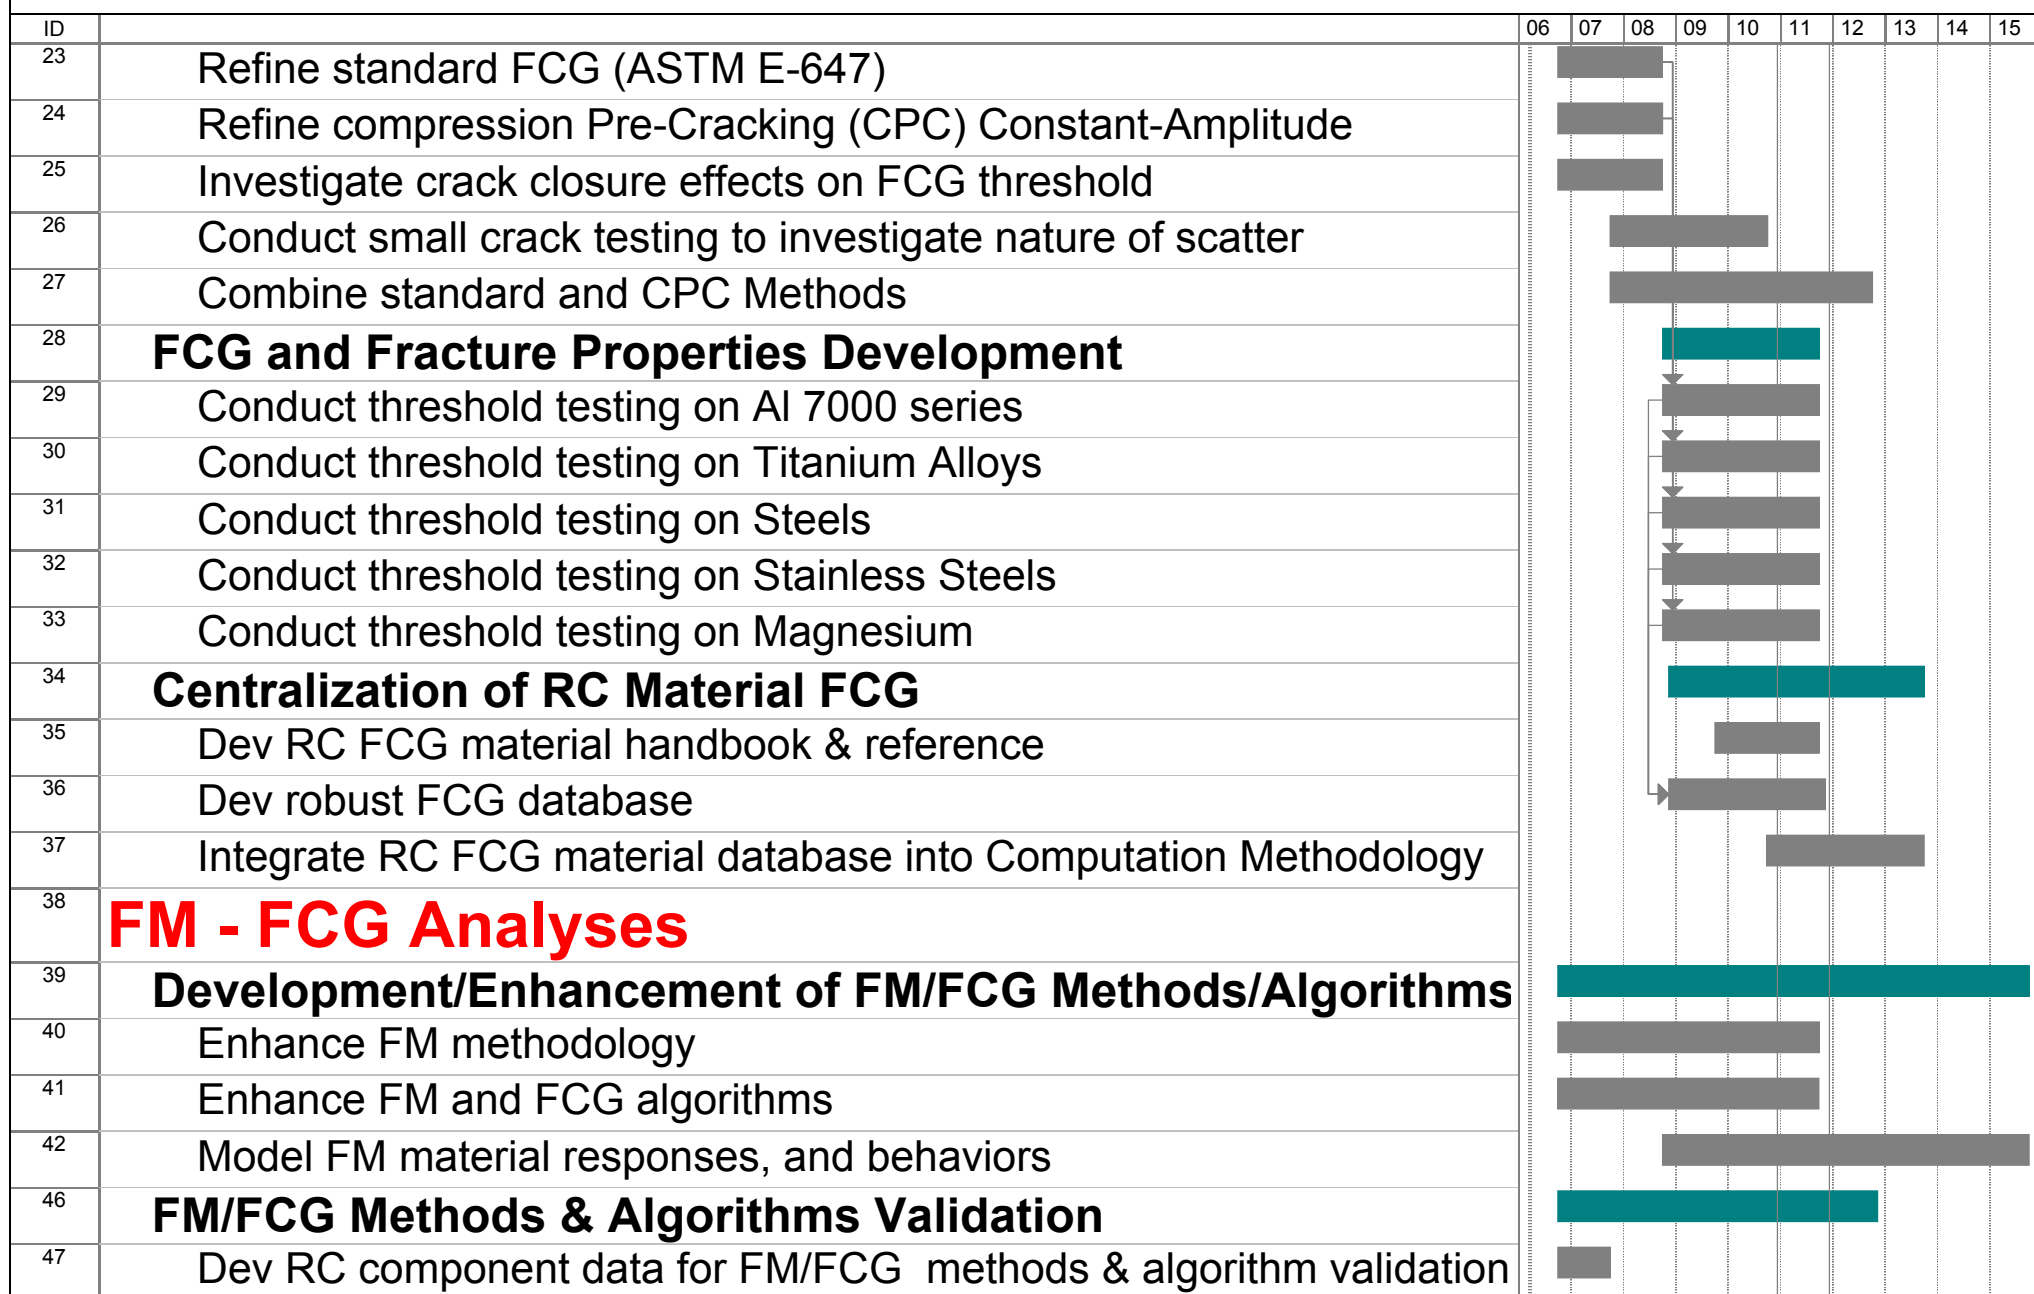 ID 06 07 08 09 10 11 12 13 14 15
23 Refine standard FCG (ASTM E-647)
24 Refine compression Pre-Cracking (CPC) Constant-Amplitude
25 Investigate crack closure effects on FCG threshold
26 Conduct small crack testing to investigate nature of scatter
27 Combine standard and CPC Methods
28 FCG and Fracture Properties Development
29 Conduct threshold testing on Al 7000 series
30 Conduct threshold testing on Titanium Alloys
31 Conduct threshold testing on Steels
32 Conduct threshold testing on Stainless Steels
33 Conduct threshold testing on Magnesium
34 Centralization of RC Material FCG
35 Dev RC FCG material handbook & reference
36 Dev robust FCG database
37 Integrate RC FCG material database into Computation Methodology
38 FM - FCG Analyses
39 Development/Enhancement of FM/FCG Methods/Algorithms
40 Enhance FM methodology
41 Enhance FM and FCG algorithms
42 Model FM material responses, and behaviors
46 FM/FCG Methods & Algorithms Validation
47 Dev RC component data for FM/FCG methods & algorithm validation